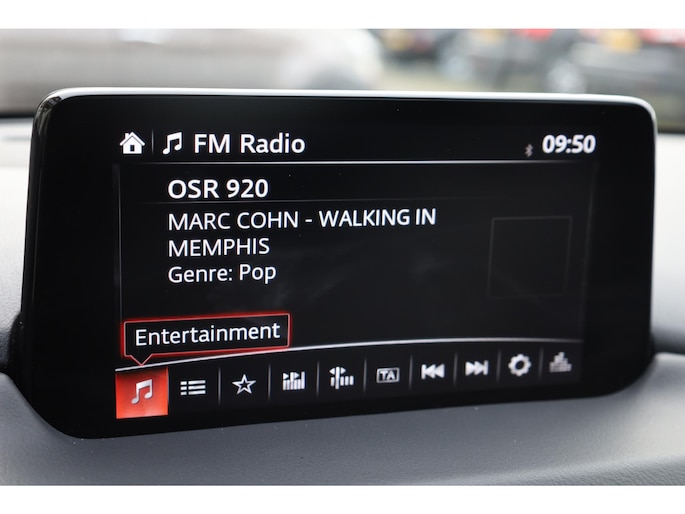 FM Radio 09:50
OSR 920
MARC COHN - WALKING IN
MEMPHIS
Genre: Pop
Entertainment
TA